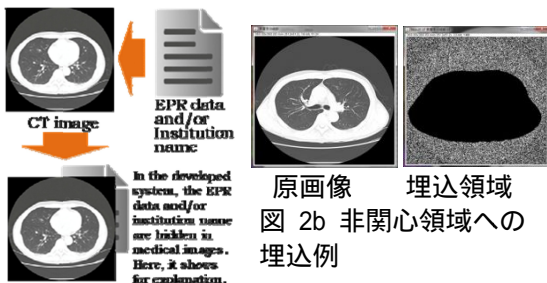 CT image
EPR data
and/or
Institution
name
In the developed
system, the EPR
data and/or
institution name
are hidden in
medical images.
Here, it shows
for explanation.
原画像 埋込領域
図 2b 非関心領域への
埋込例